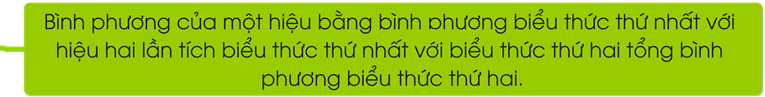 Bình phương của một hiệu bằng bình phương biểu thức thứ nhất với
hiệu hai lần tích biểu thức thứ nhất với biểu thức thứ hai tổng bình
phương biểu thức thứ hai.